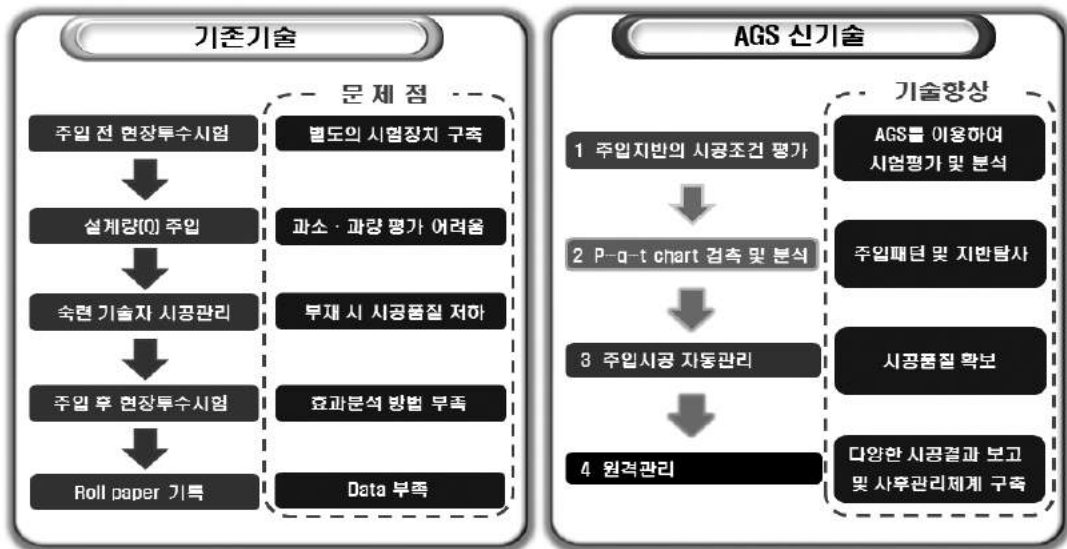 기존기술
문제점
주입 전 현장투수시험
별도의 시험장치 구축
설계량(Q) 주입
과소 · 과량 평가 어려움
숙련 기술자 시공관리
부재 시 시공품질 저하
주입 후 현장투수시험
효과분석 방법 부족
Roll paper 기록
Data 부족
AGS 신기술
기술향상
1 주입지반의 시공조건 평가
AGS를 이용하여
시험평가 및 분석
2 P-q-t chart 검측 및 분석
주입패턴 및 지반탐사
3 주입시공 자동관리
시공품질 확보
4 원격관리
다양한 시공결과 보고
및 사후관리체계 구축